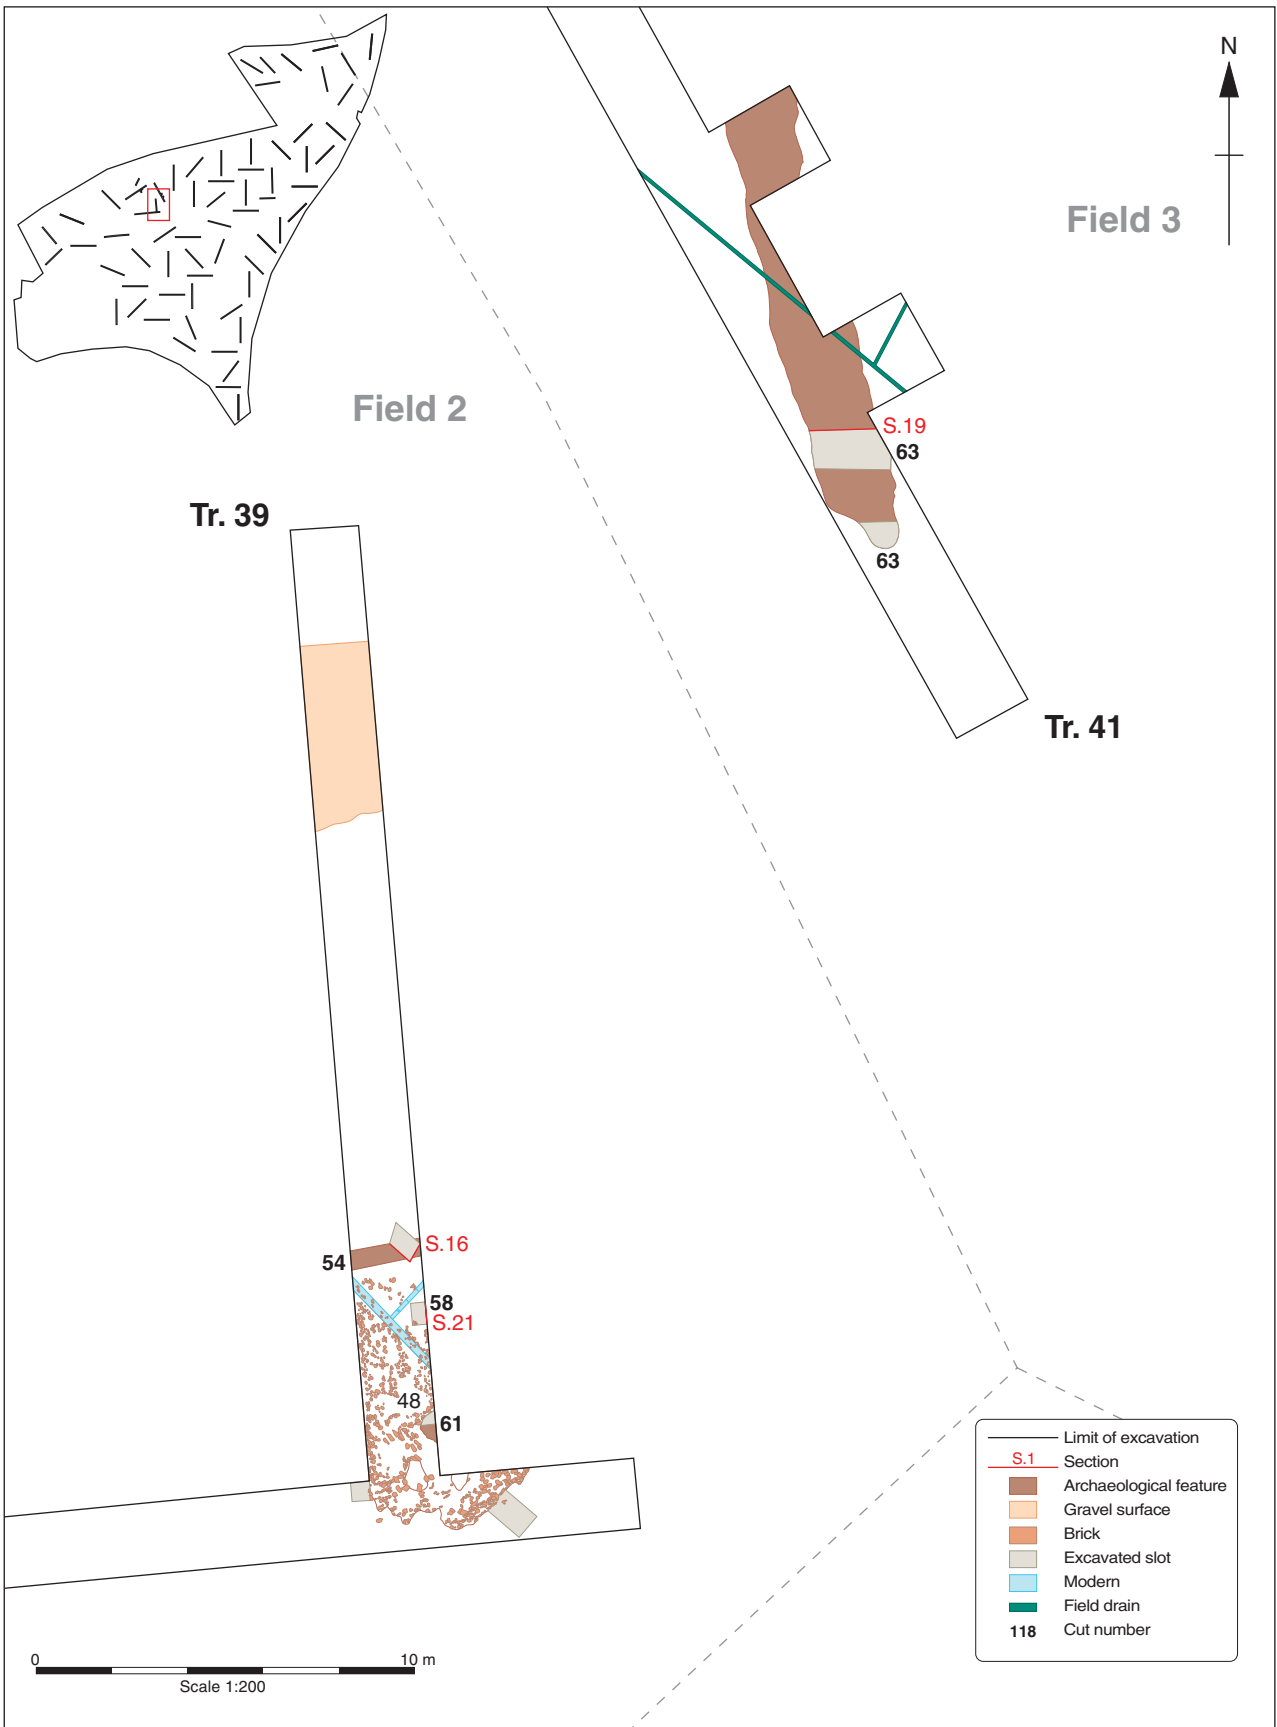 N
Field 3
Field 2
S.19
63
Tr. 39
63
Tr. 41
S.16
54
58
S.21
48
61
Limit of excavation
S.1 Section
Archaeological feature
Gravel surface
Brick
Excavated slot
Modern
Field drain
118 Cut number
0 10 m
Scale 1:200